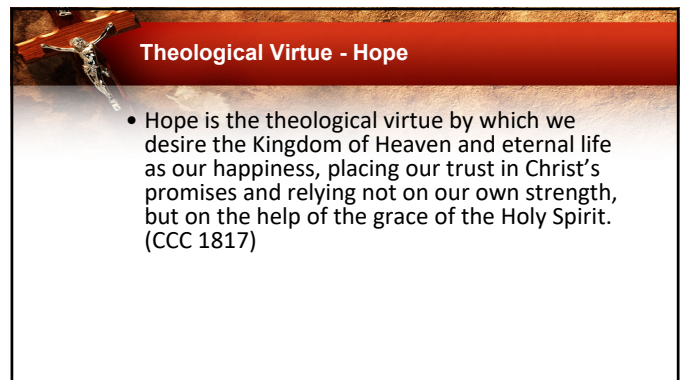 Theological Virtue - Hope
• Hope is the theological virtue by which we
desire the Kingdom of Heaven and eternal life
as our happiness, placing our trust in Christ’s
promises and relying not on our own strength,
but on the help of the grace of the Holy Spirit.
(CCC 1817)